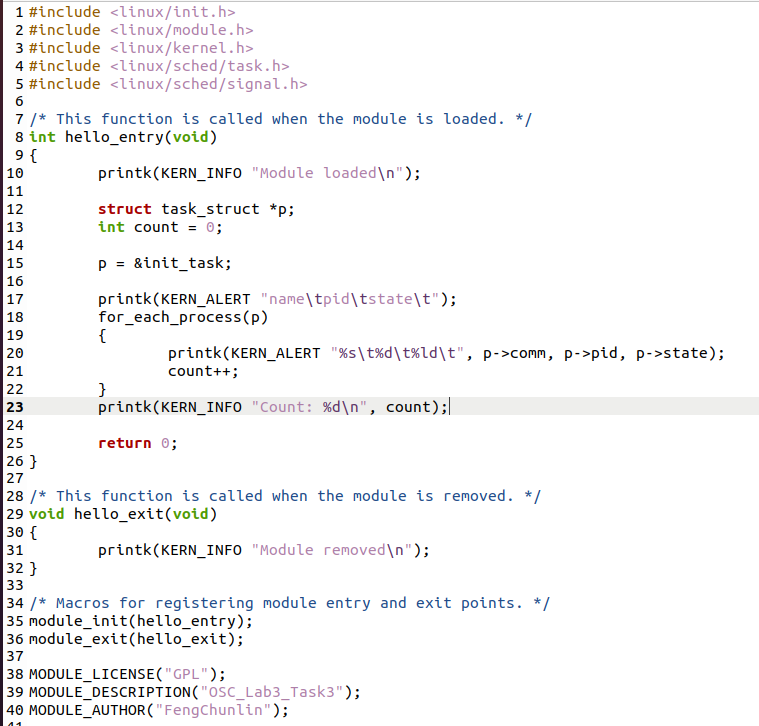 1 #include <linux/init.h>
2 #include <linux/module.h>
3 #include <linux/kernel.h>
4 #include <linux/sched/task.h>
5 #include <linux/sched/signal.h>
6
7 /* This function is called when the module is loaded. */
8 int hello_entry(void)
9 {
10         printk(KERN_INFO "Module loaded\n");
11
12         struct task_struct *p;
13         int count = 0;
14
15         p = &init_task;
16
17         printk(KERN_ALERT "name\tpid\tstate\t");
18         for_each_process(p)
19         {
20                 printk(KERN_ALERT "%s\t%d\t%ld\t", p->comm, p->pid, p->state);
21                 count++;
22         }
23         printk(KERN_INFO "Count: %d\n", count);
24
25         return 0;
26 }
27
28 /* This function is called when the module is removed. */
29 void hello_exit(void)
30 {
31         printk(KERN_INFO "Module removed\n");
32 }
33
34 /* Macros for registering module entry and exit points. */
35 module_init(hello_entry);
36 module_exit(hello_exit);
37
38 MODULE_LICENSE("GPL");
39 MODULE_DESCRIPTION("OSC_Lab3_Task3");
40 MODULE_AUTHOR("FengChunlin");